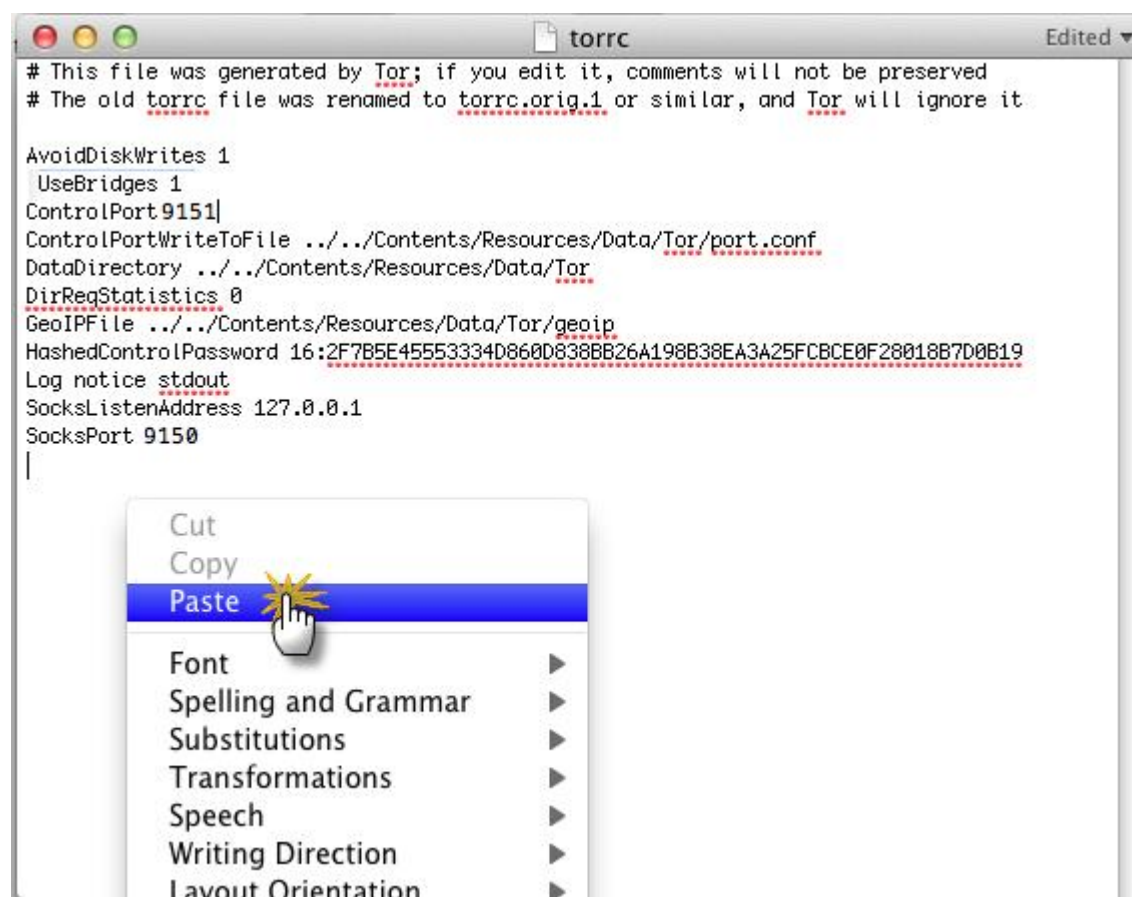 torrc
Edited
# This file was generated by Tor; if you edit it, comments will not be preserved
# The old torrc file was renamed to torrc.orig.1 or similar, and Tor will ignore it
AvoidDiskWrites 1
UseBridges 1
ControlPort 9151
ControlPortWriteToFile ../../Contents/Resources/Data/Tor/port.conf
DataDirectory ../../Contents/Resources/Data/Tor
DirReqStatistics 0
GeoIPFile ../../Contents/Resources/Data/Tor/geoip
HashedControlPassword 16:2F7B5E45553334D860D838BB26A198B38EA3A25FCBCE0F28018B7D0B19
Log notice stdout
SocksListenAddress 127.0.0.1
SocksPort 9150
Cut
Copy
Paste
Font
Spelling and Grammar
Substitutions
Transformations
Speech
Writing Direction
Layout Orientation